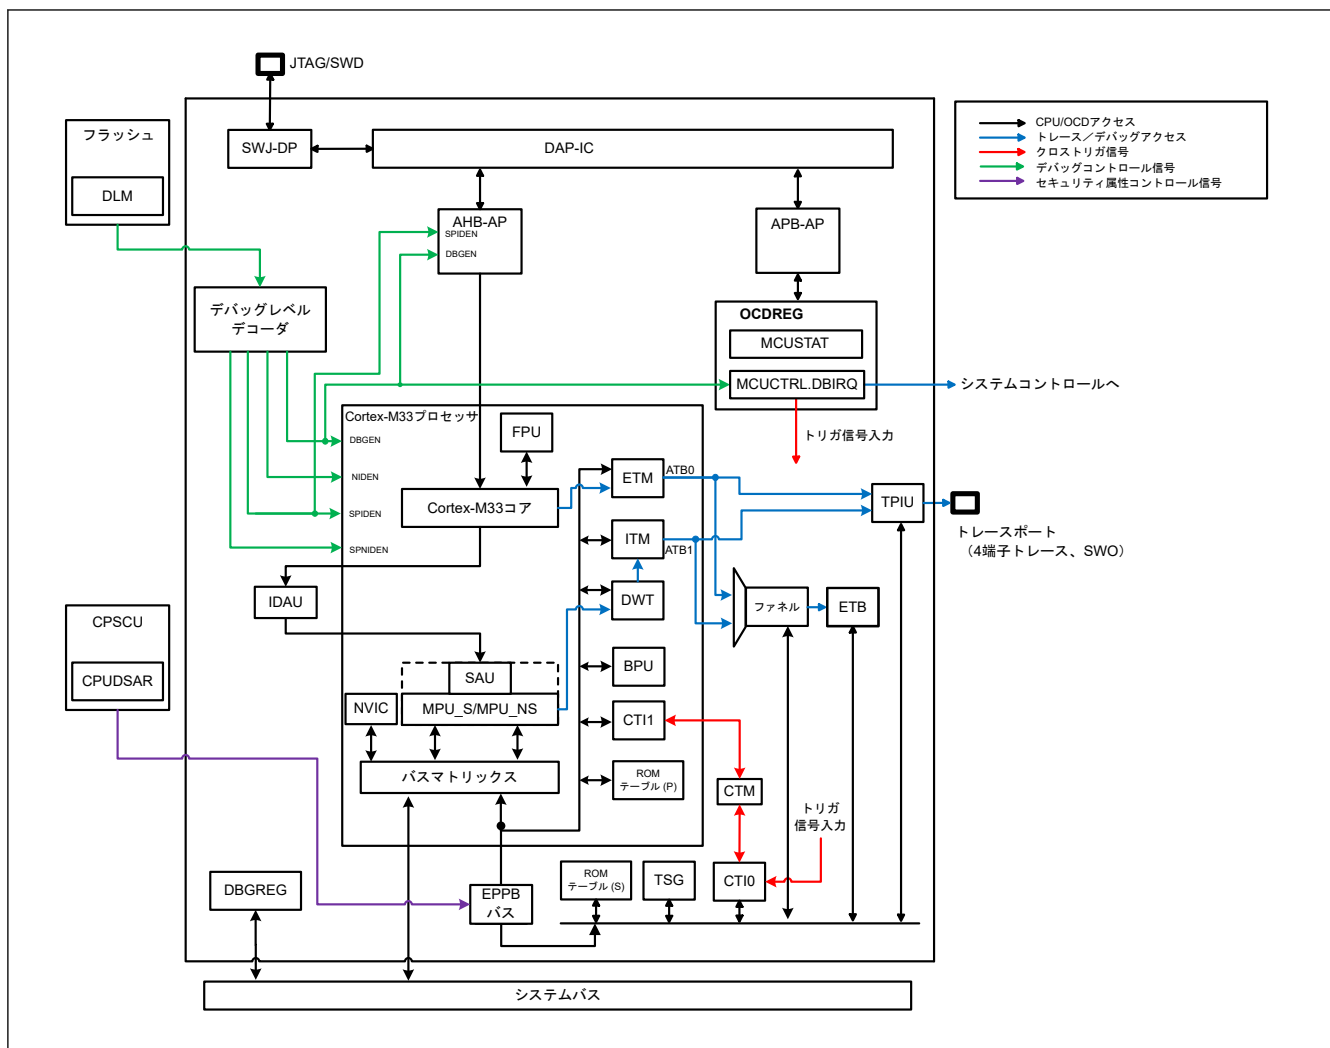 JTAG/SWD
フラッシュ
DLM
SWJ-DP
DAP-IC
CPU/OCDアクセス
トレース／デバッグアクセス
クロストリガ信号
デバッグコントロール信号
セキュリティ属性コントロール信号
AHB-AP
SPIDEN
DBGEN
APB-AP
デバッグレベル
デコーダ
OCDREG
MCUSTAT
MCUCTRL.DBIRQ
システムコントロールへ
トリガ信号入力
Cortex-M33プロセッサ
DBGEN
NIDEN
SPIDEN
SPNIDEN
FPU
Cortex-M33コア
ETM
ATB0
ITM
ATB1
DWT
TPIU
トレースポート
（4端子トレース、SWO）
IDAU
ファネル
ETB
CPSCU
CPUDSAR
SAU
MPU_S/MPU_NS
NVIC
BPU
CTI1
バスマトリックス
ROM
テーブル (P)
CTM
トリガ
信号入力
DBGREG
EPPB
バス
ROM
テーブル (S)
TSG
CTI0
システムバス